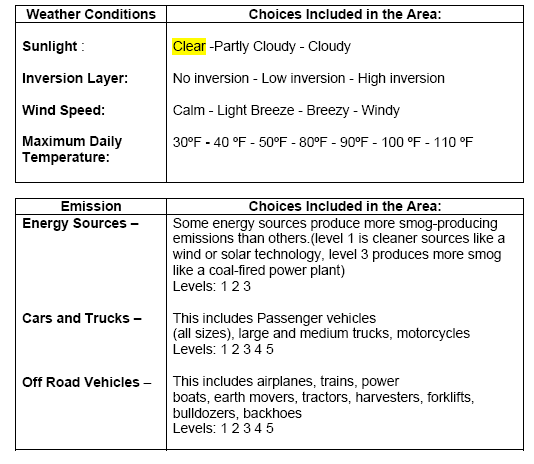 Weather Conditions Choices Included in the Area:
Sunlight : Clear -Partly Cloudy - Cloudy
Inversion Layer: No inversion - Low inversion - High inversion
Wind Speed: Calm - Light Breeze - Breezy - Windy
Maximum Daily Temperature: 30ºF - 40 ºF - 50ºF - 80ºF - 90ºF - 100 ºF - 110 ºF
Emission Choices Included in the Area:
Energy Sources – Some energy sources produce more smog-producing
emissions than others.(level 1 is cleaner sources like a
wind or solar technology, level 3 produces more smog
like a coal-fired power plant)
Levels: 1 2 3
Cars and Trucks – This includes Passenger vehicles
(all sizes), large and medium trucks, motorcycles
Levels: 1 2 3 4 5
Off Road Vehicles – This includes airplanes, trains, power
boats, earth movers, tractors, harvesters, forklifts,
bulldozers, backhoes
Levels: 1 2 3 4 5